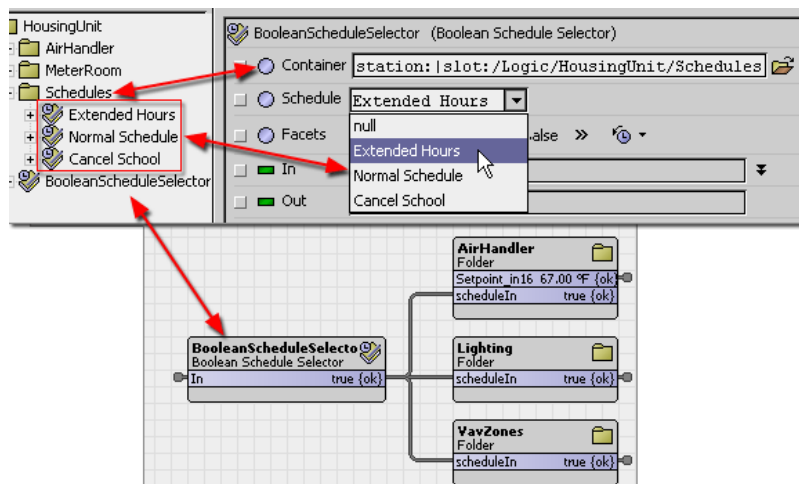 HousingUnit
AirHandler
MeterRoom
Schedules
Extended Hours
Normal Schedule
Cancel School
BooleanScheduleSelector
BooleanScheduleSelector (Boolean Schedule Selector)
Container station:|slot:/Logic/HousingUnit/Schedules
Schedule Extended Hours
null
Extended Hours
Normal Schedule
Cancel School
Facets
alse »
In
Out
AirHandler
Folder
Setpoint_in16 67.00 °F {ok}
scheduleIn true {ok}
BooleanScheduleSelecto
Boolean Schedule Selector
In true {ok}
Lighting
Folder
scheduleIn true {ok}
VavZones
Folder
scheduleIn true {ok}